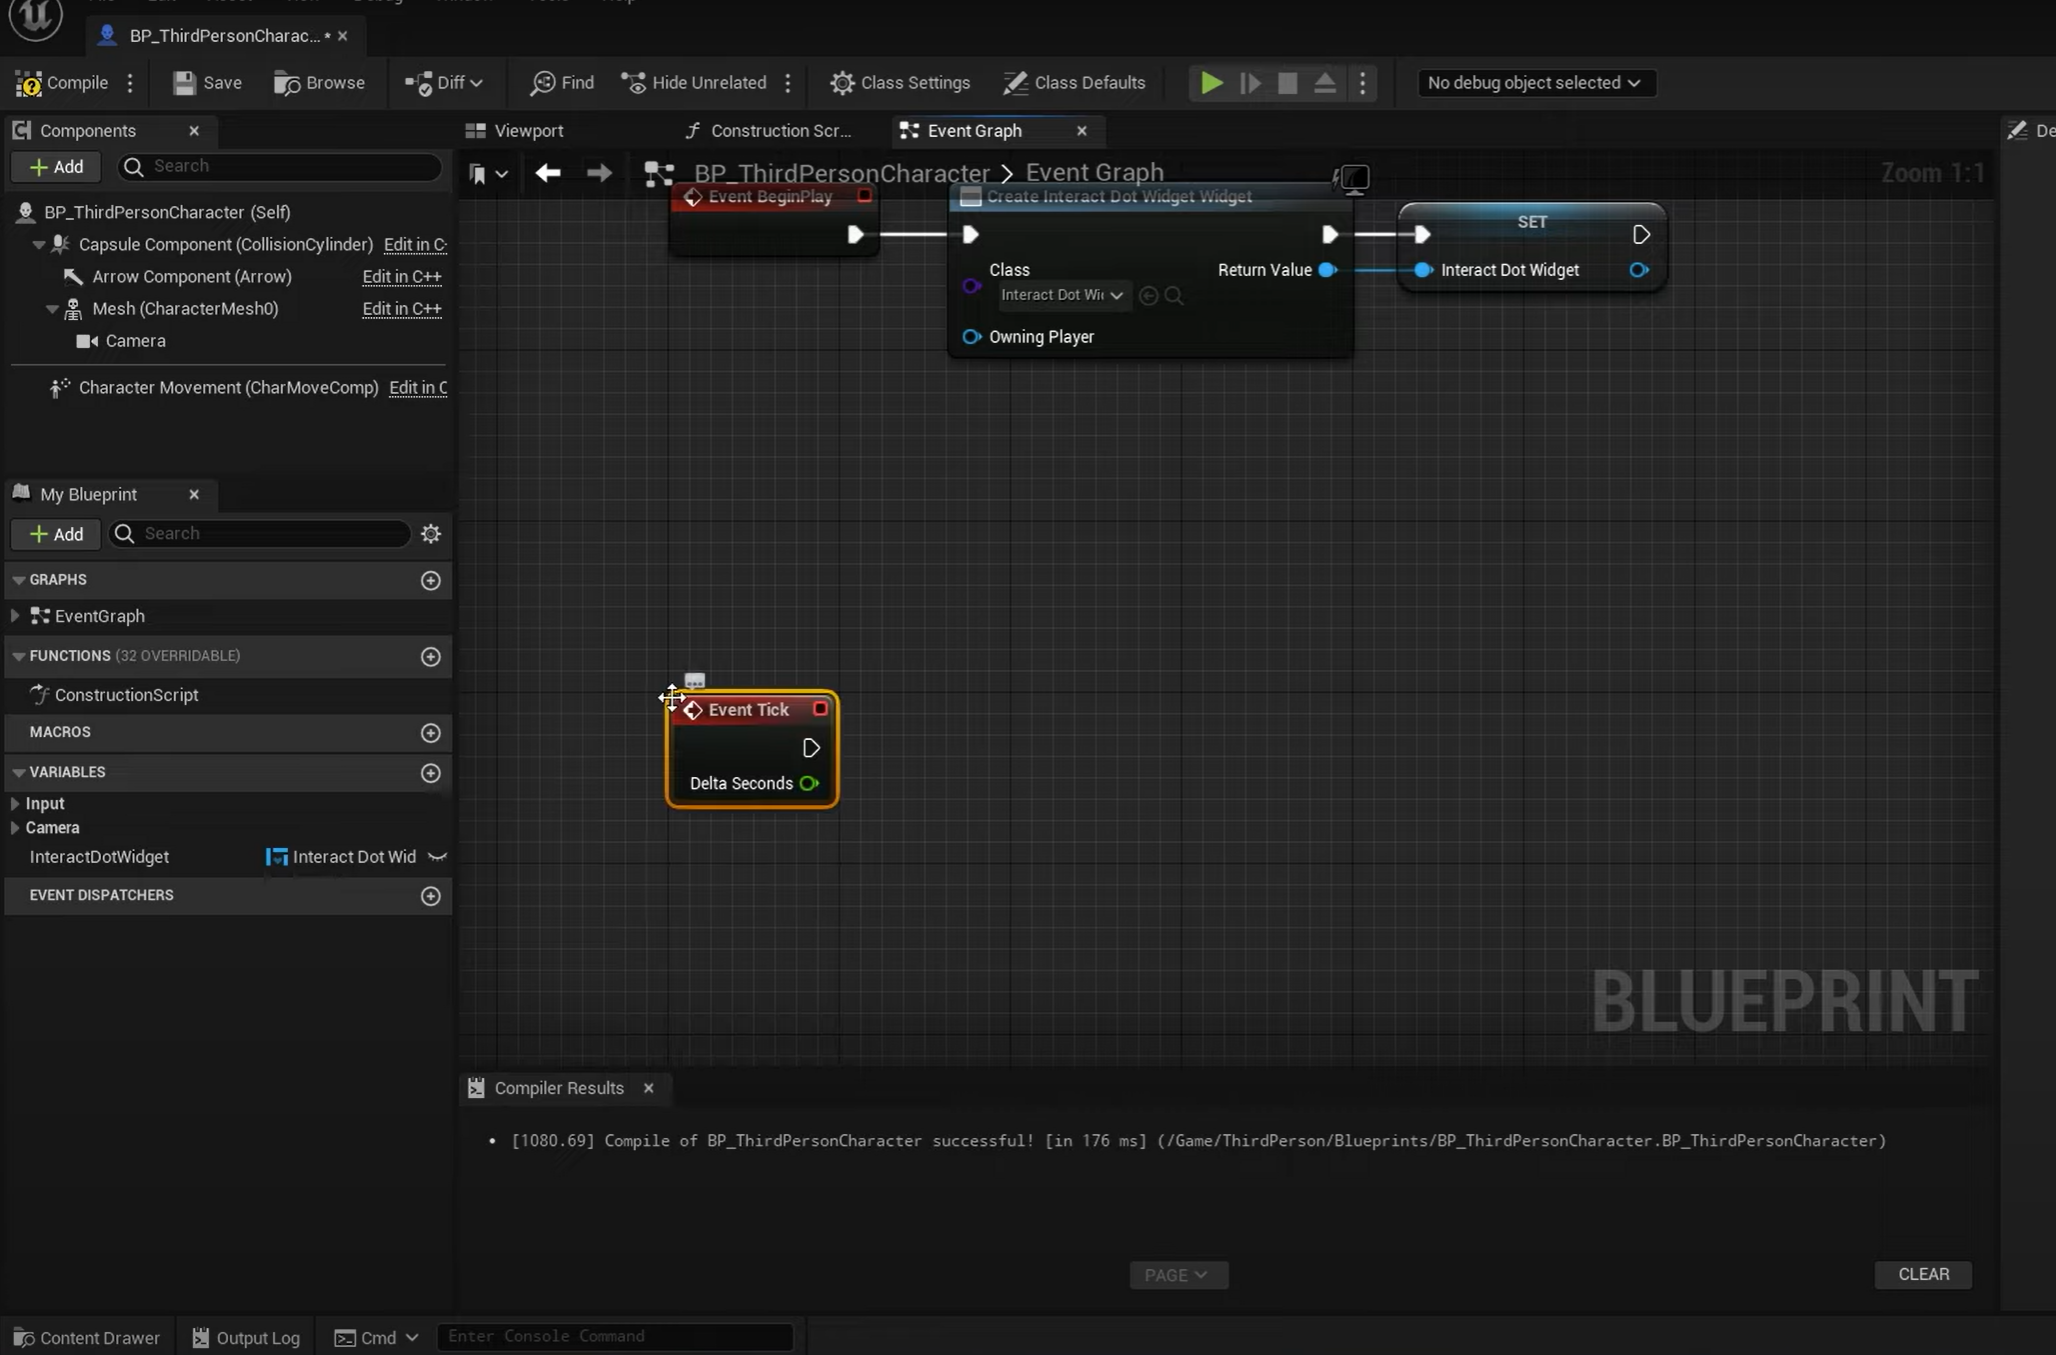 BP_ThirdPersonCharac... *
Compile
Save
Browse
Diff
Find
Hide Unrelated
Class Settings
Class Defaults
No debug object selected
Components
Viewport
Construction Scr...
Event Graph
De
Add
Search
BP_ThirdPersonCharacter > Event Graph
Zoom 1:1
BP_ThirdPersonCharacter (Self)
Capsule Component (CollisionCylinder) Edit in C
Arrow Component (Arrow) Edit in C++
Mesh (CharacterMesh0) Edit in C++
Camera
Character Movement (CharMoveComp) Edit in C
Event BeginPlay
Create Interact Dot Widget Widget
Class
Interact Dot Wi
Owning Player
Return Value
SET
Interact Dot Widget
My Blueprint
Add
Search
GRAPHS
EventGraph
FUNCTIONS (32 OVERRIDABLE)
ConstructionScript
MACROS
VARIABLES
Input
Camera
InteractDotWidget Interact Dot Wid
EVENT DISPATCHERS
Event Tick
Delta Seconds
BLUEPRINT
Compiler Results
• [1080.69] Compile of BP_ThirdPersonCharacter successful! [in 176 ms] (/Game/ThirdPerson/Blueprints/BP_ThirdPersonCharacter.BP_ThirdPersonCharacter)
PAGE
CLEAR
Content Drawer
Output Log
Cmd
Enter Console Command